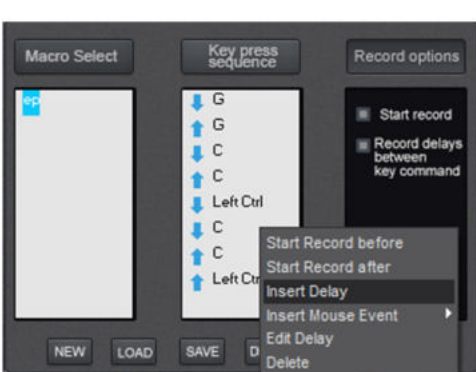 Macro Select
Key press
sequence
Record options
ep
G
G
C
C
Left Ctrl
C
C
Left Ctr
Start record
Record delays
between
key command
Start Record before
Start Record after
Insert Delay
Insert Mouse Event
Edit Delay
Delete
NEW
LOAD
SAVE
D